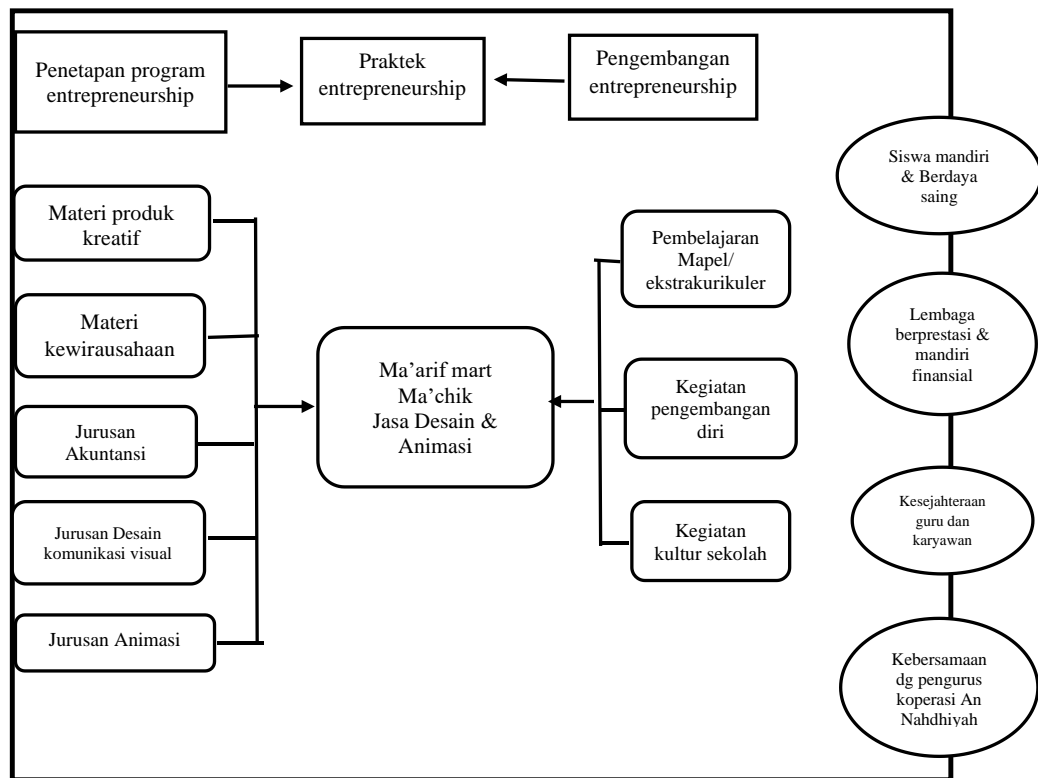 Penetapan program
entrepreneurship
Praktek
entrepreneurship
Pengembangan
entrepreneurship
Materi produk
kreatif
Materi
kewirausahaan
Jurusan
Akuntansi
Jurusan Desain
komunikasi visual
Jurusan Animasi
Ma’arif mart
Ma’chik
Jasa Desain &
Animasi
Pembelajaran
Mapel/
ekstrakurikuler
Kegiatan
pengembangan
diri
Kegiatan
kultur sekolah
Siswa mandiri
& Berdaya
saing
Lembaga
berprestasi &
mandiri
finansial
Kesejahteraan
guru dan
karyawan
Kebersamaan
dg pengurus
koperasi An
Nahdhiyah